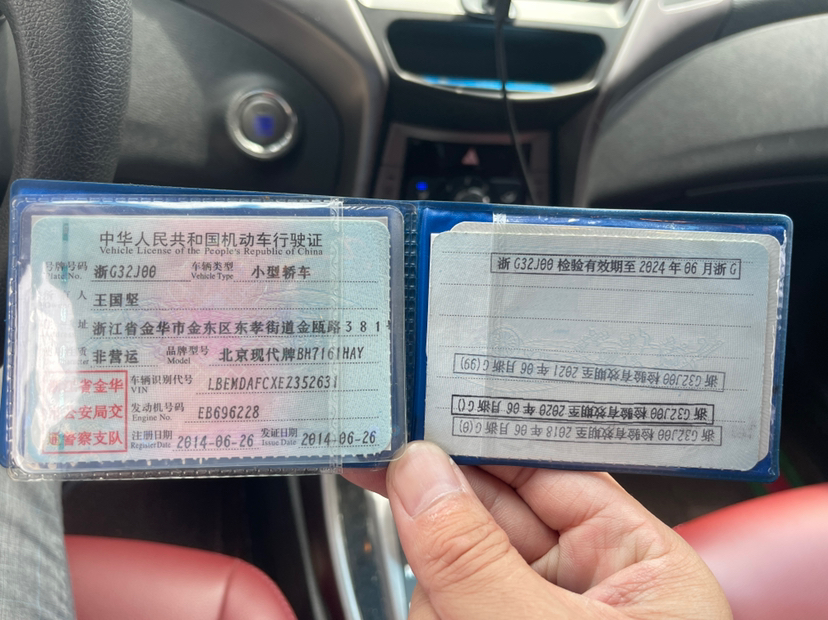 中华人民共和国机动车行驶证
Vehicle License of the People's Republic of China
号牌号码 浙G32J00 车辆类型 小型轿车
Plate No. Vehicle Type
人 王国坚
址 浙江省金华市金东区东孝街道金瓯路381号
非营运 品牌型号 北京现代牌BH7161HAY
Model
江省金华 车辆识别代号 LBEMDAFCXEZ352631
VIN
公安局交 发动机号码 EB696228
Engine No.
警察支队 注册日期 2014-06-26 发证日期 2014-06-26
Register Date Issue Date
浙G32J00 检验有效期至 2024年06月浙G
浙G32J00 检验有效期至 2021年06月浙G(99)
浙G32J00 检验有效期至 2020年06月浙G()
浙G32J00 检验有效期至 2018年06月浙G(0)